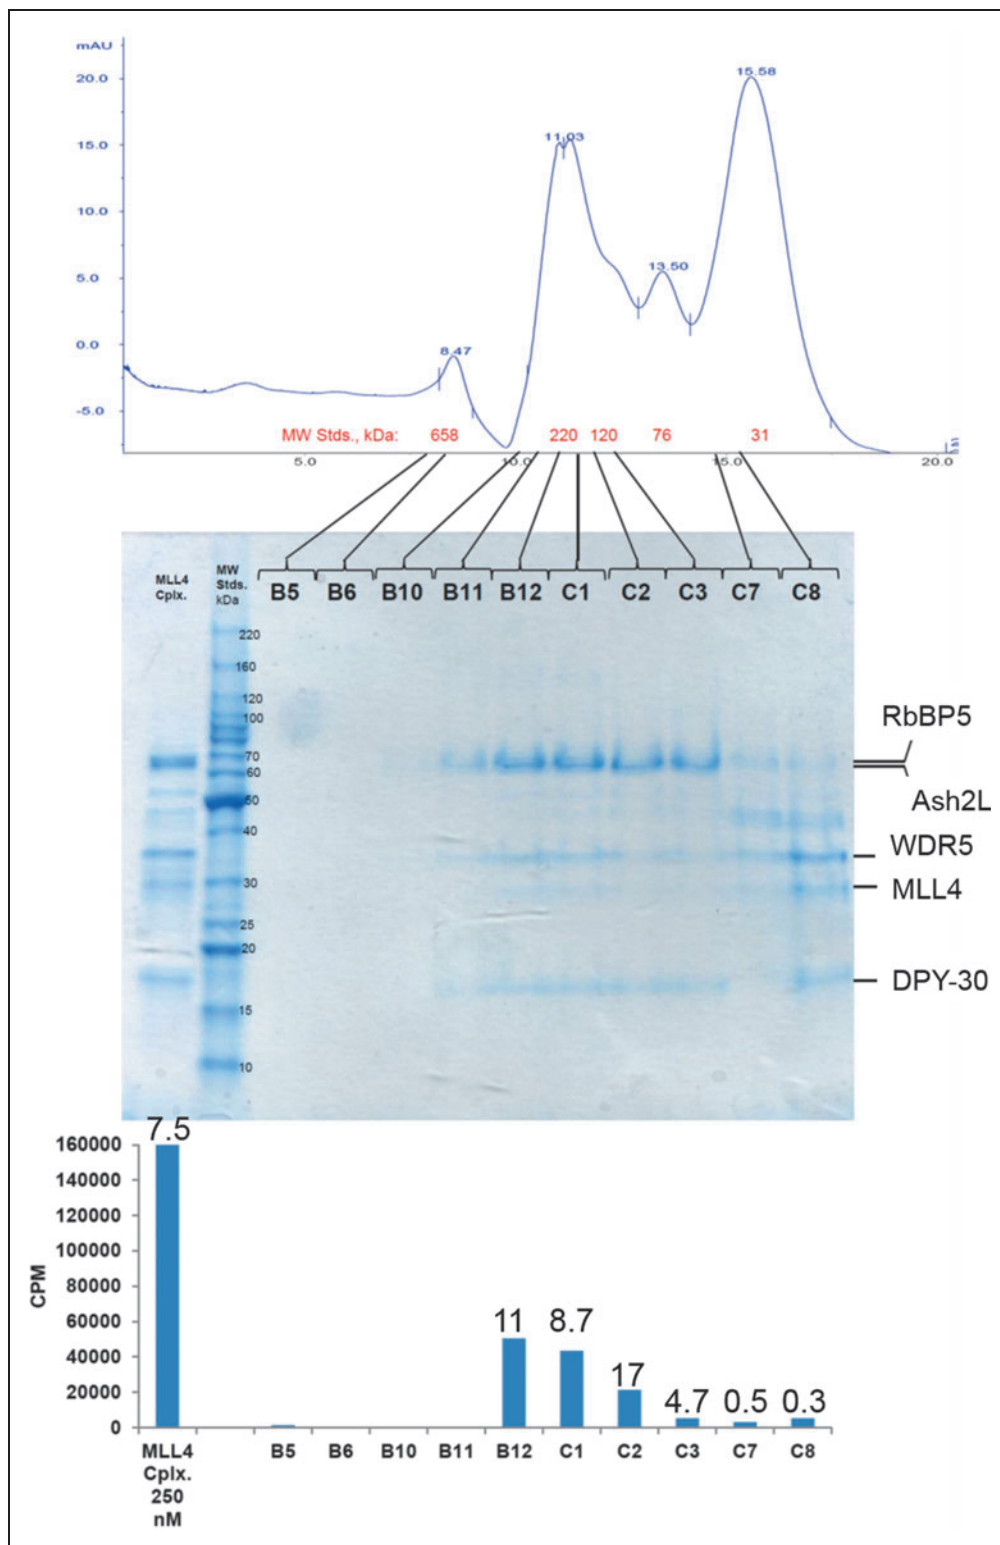 mAU
20.0
15.0
10.0
5.0
0.0
-5.0
8.47
11.03
13.50
15.58
MW Stds., kDa: 658 220 120 76 31
5.0 10.0 15.0 20.0
MLL4
Cplx.
MW
Stds.
kDa
B5 B6 B10 B11 B12 C1 C2 C3 C7 C8
220
160
120
100
70
60
50
40
30
25
20
15
10
RbBP5
Ash2L
WDR5
MLL4
DPY-30
CPM
160000
140000
120000
100000
80000
60000
40000
20000
0
7.5 11 8.7 17 4.7 0.5 0.3
MLL4
Cplx.
250
nM
B5 B6 B10 B11 B12 C1 C2 C3 C7 C8